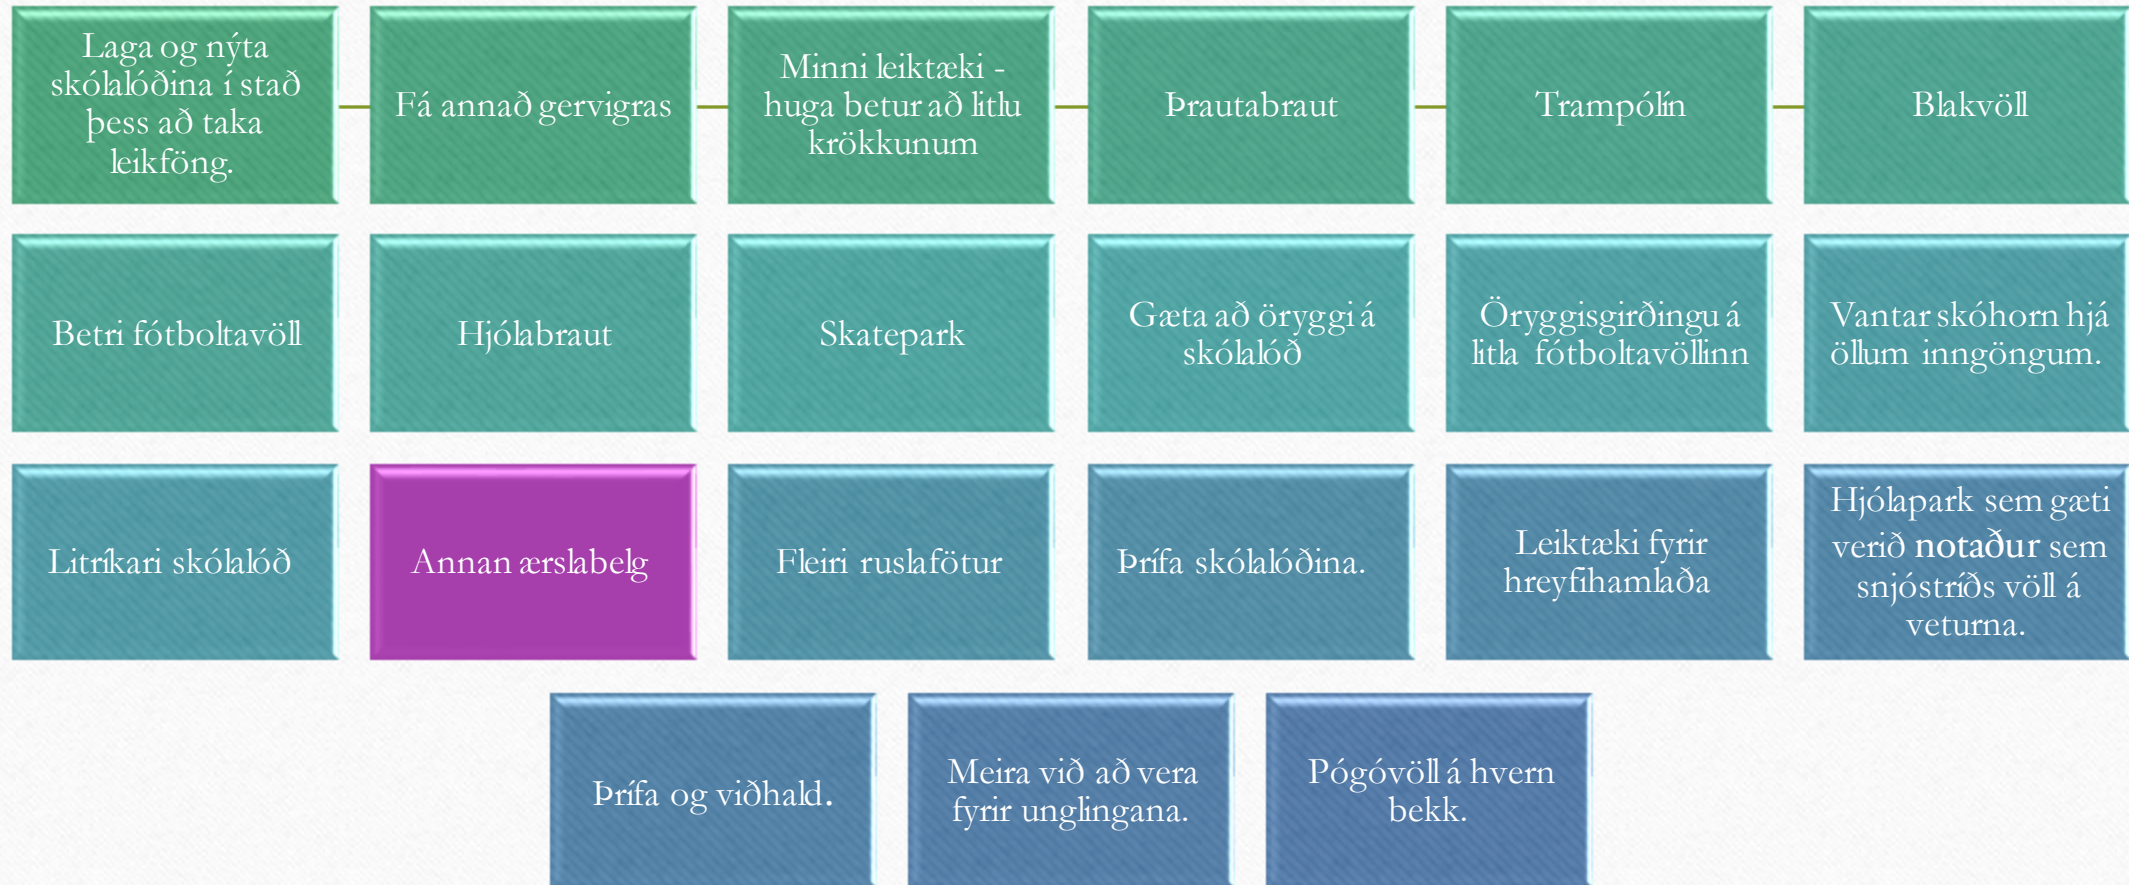 Laga og nýta
skólalóðina í stað
þess að taka
leikföng.
Fá annað gervigras
Minni leiktæki -
huga betur að litlu
krökkunum
Þrautabraut
Trampólín
Blakvöll
Betri fótboltavöll
Hjólabraut
Skatepark
Gæta að öryggi á
skólalóð
Öryggisgirðingu á
litla fótboltavöllinn
Vantar skóhorn hjá
öllum inngöngum.
Litríkari skólalóð
Annan ærslabelg
Fleiri ruslafötur
Þrífa skólalóðina.
Leiktæki fyrir
hreyfihamlaða
Hjólapark sem gæti
verið notaður sem
snjóstríðs völl á
veturna.
Þrífa og viðhald.
Meira við að vera
fyrir unglingana.
Pógóvöll á hvern
bekk.